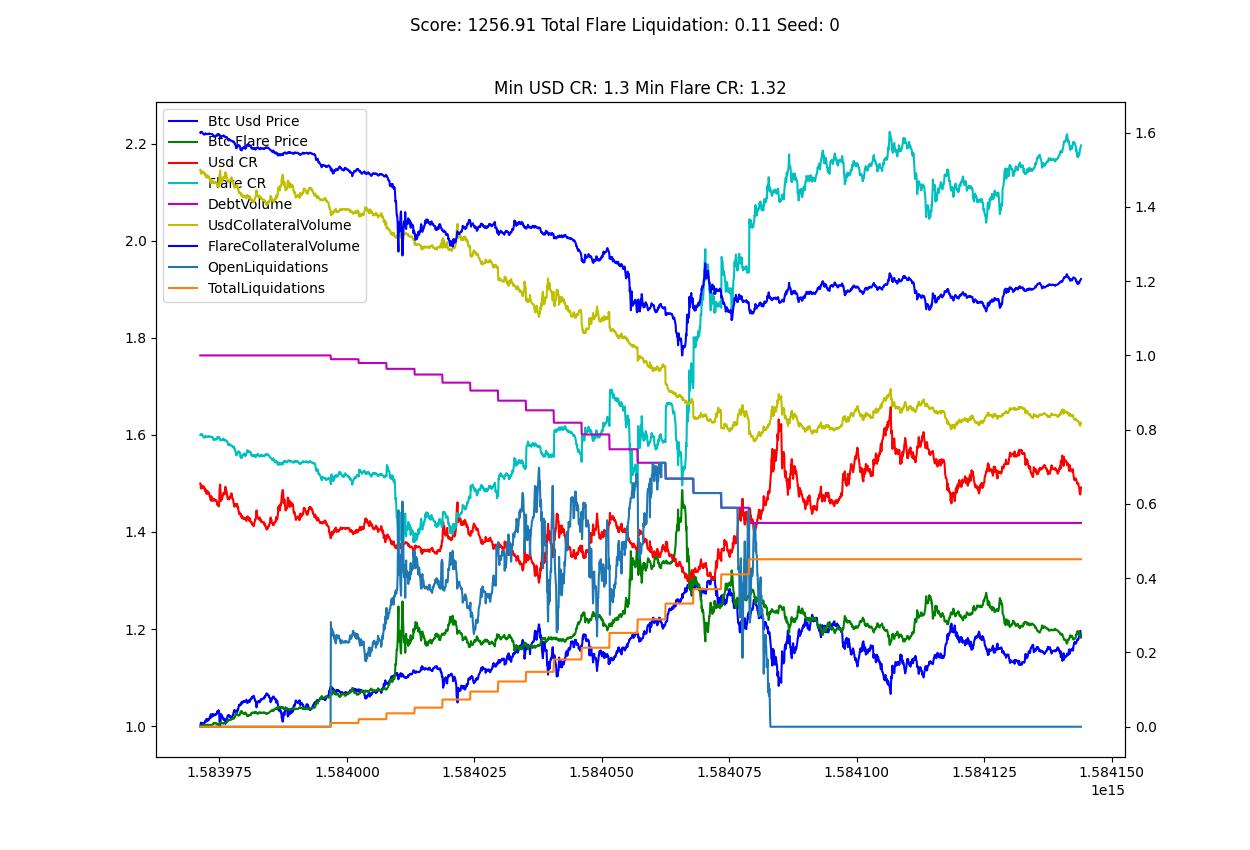 Score: 1256.91 Total Flare Liquidation: 0.11 Seed: 0
Min USD CR: 1.3 Min Flare CR: 1.32
Btc Usd Price
Btc Flare Price
Usd CR
Flare CR
DebtVolume
UsdCollateralVolume
FlareCollateralVolume
OpenLiquidations
TotalLiquidations
2.2
2.0
1.8
1.6
1.4
1.2
1.0
1.6
1.4
1.2
1.0
0.8
0.6
0.4
0.2
0.0
1.583975 1.584000 1.584025 1.584050 1.584075 1.584100 1.584125 1.584150
1e15